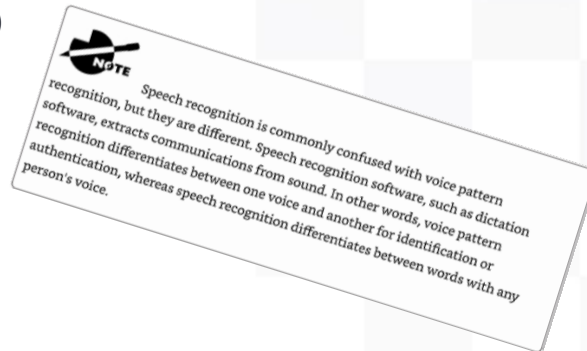 NOTE
Speech recognition is commonly confused with voice pattern
recognition, but they are different. Speech recognition software, such as dictation
software, extracts communications from sound. In other words, voice pattern
recognition differentiates between one voice and another for identification or
authentication, whereas speech recognition differentiates between words with any
person's voice.